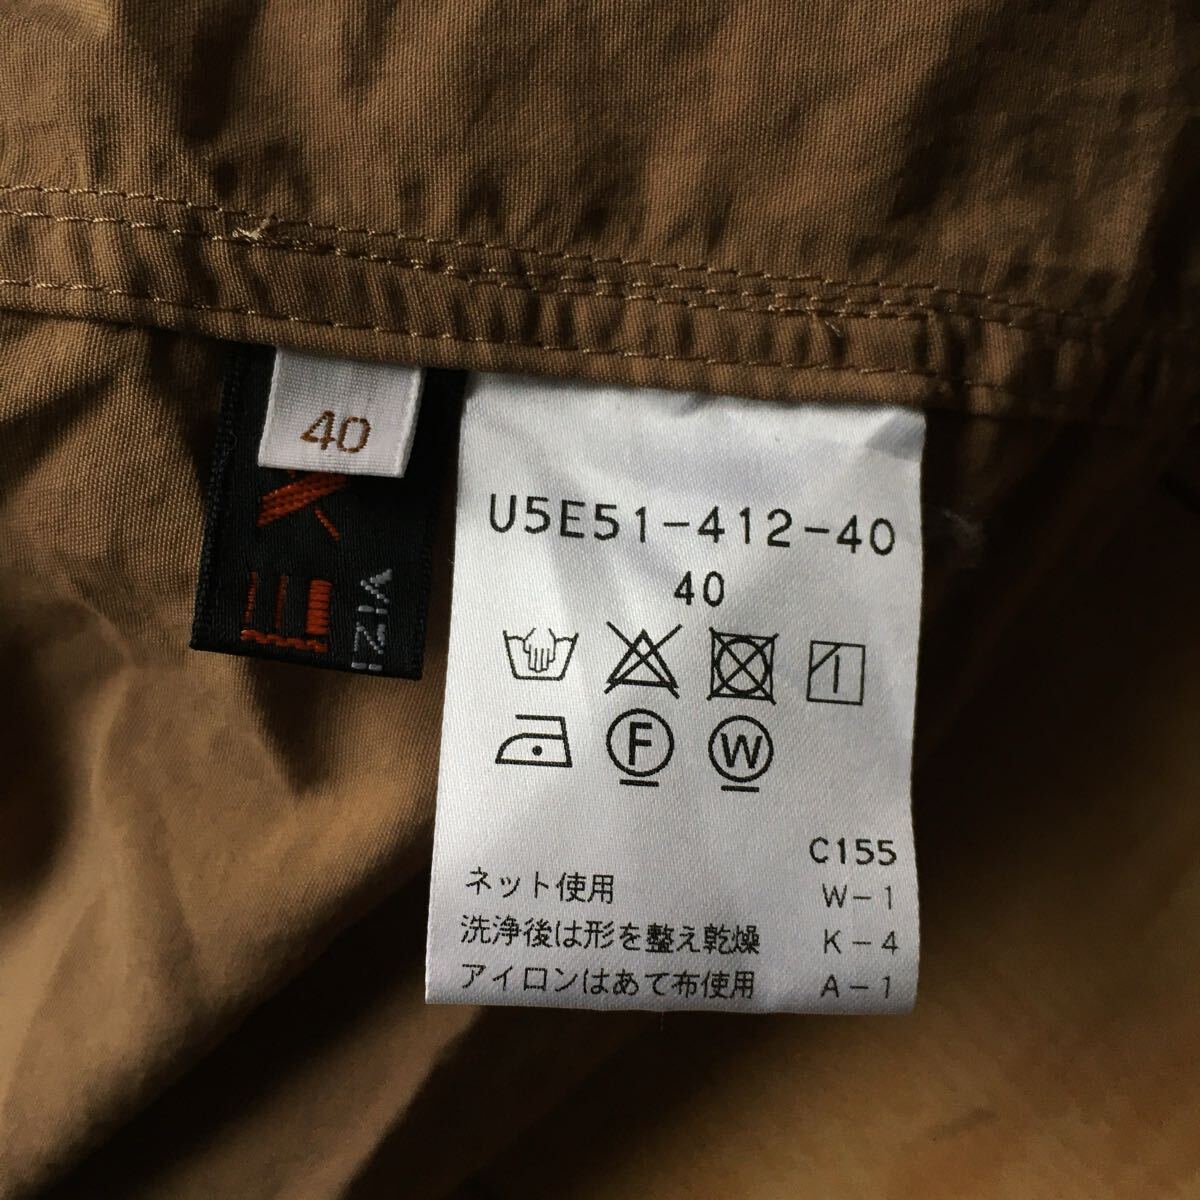 40
U5E51-412-40
40
F W
C155
ネット使用 W-1
洗浄後は形を整え乾燥 K-4
アイロンはあて布使用 A-1